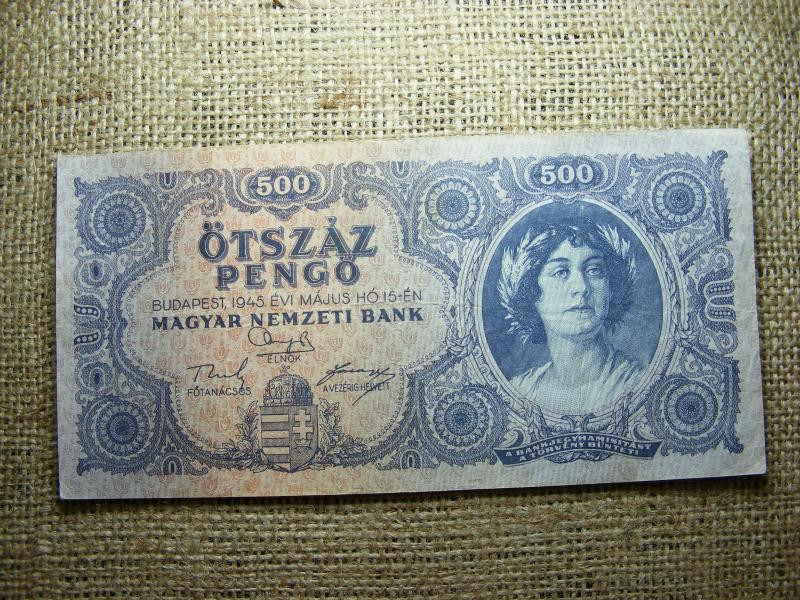 500
500
ÖTSZÁZ
PENGŐ
BUDAPEST, 1945 ÉVI MÁJUS HÓ 15-ÉN
MAGYAR NEMZETI BANK
ELNÖK
FŐTANÁCSOS
A VEZÉRIG. HELYETT
A BANKJEGYHAMISÍTÁST
A TÖRVÉNY BÜNTETI